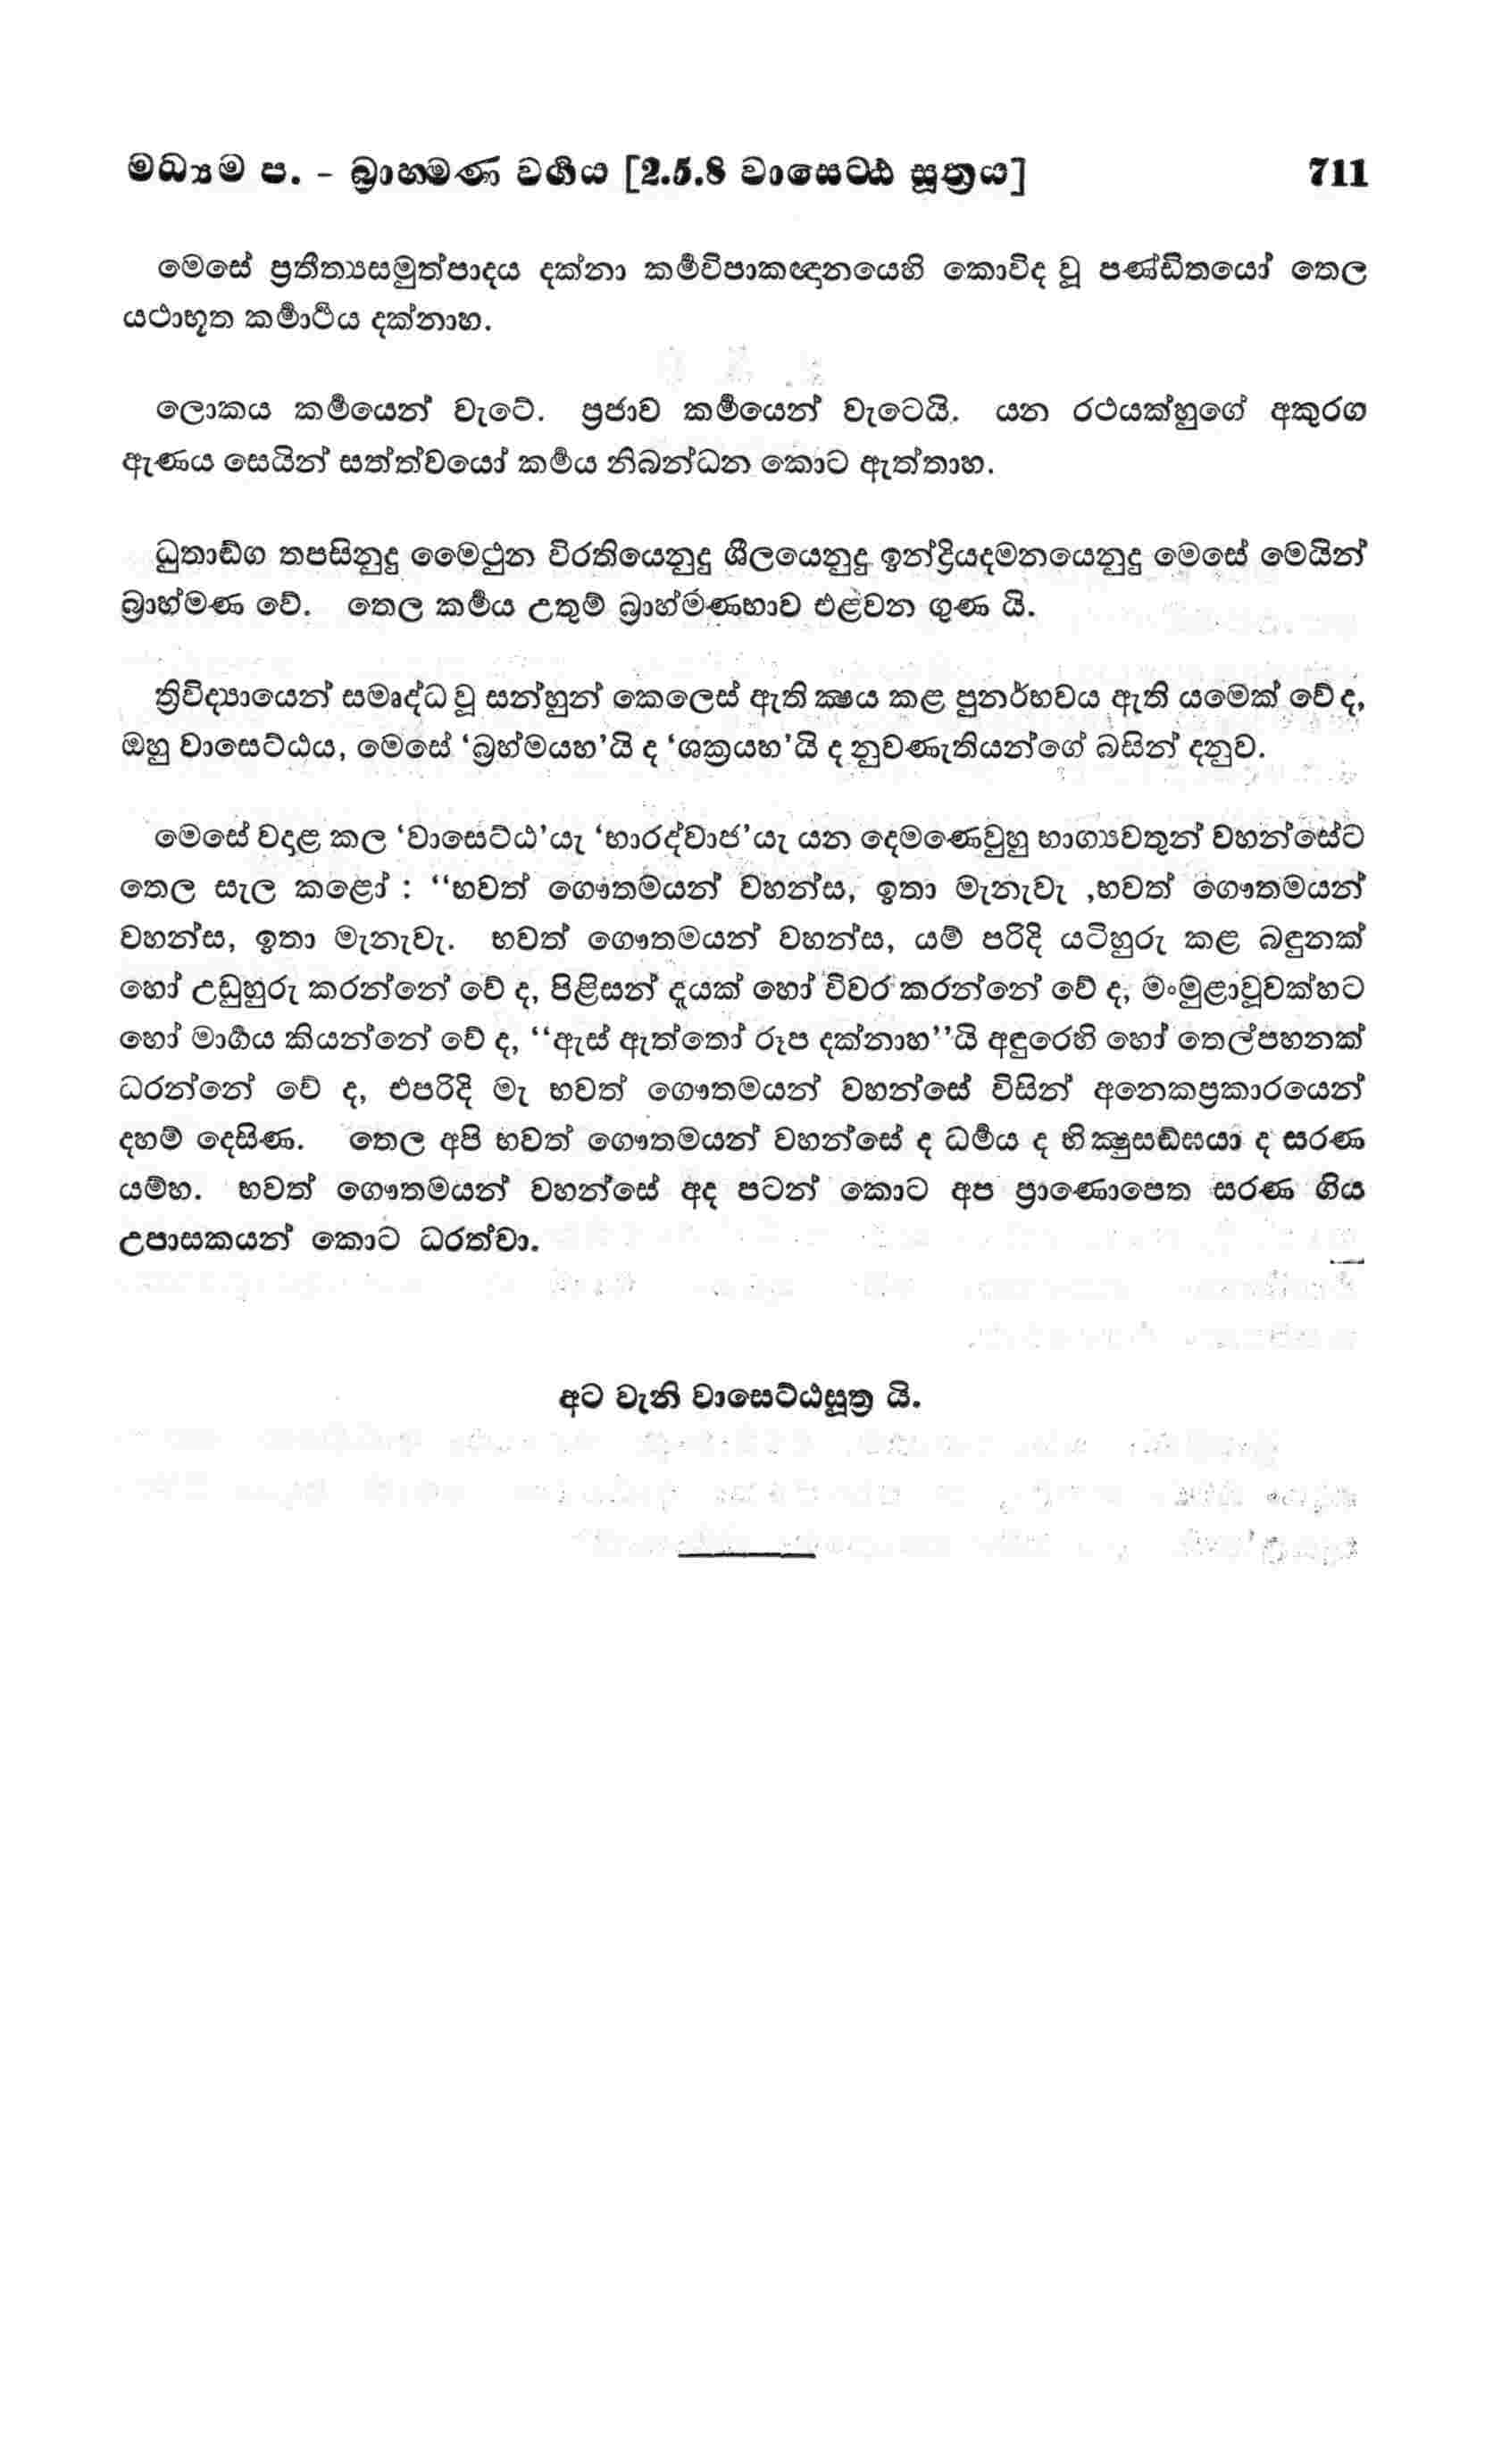 මධ්‍යම ප. - බ්‍රාහ්මණ වර්‍ගය [2.5.8 වාසෙට්ඨ සූත්‍රය] 711
මෙසේ ප්‍රතීත්‍යසමුත්පාදය දක්නා කර්‍මවිපාකඥානයෙහි කොවිද වූ පණ්ඩිතයෝ තෙල
යථාභූත කර්‍මාර්‍ථය දක්නාහ.
ලොකය කර්‍මයෙන් වැටේ. ප්‍රජාව කර්‍මයෙන් වැටෙයි. යන රථයක්හුගේ අකුරග
ඇණය සෙයින් සත්ත්වයෝ කර්‍මය නිබන්ධන කොට ඇත්තාහ.
ධුතාඞ්ග තපසිනුදු මෛථුන විරතියෙනුදු ශීලයෙනුදු ඉන්ද්‍රියදමනයෙනුදු මෙසේ මෙයින්
බ්‍රාහ්මණ වේ. තෙල කර්‍මය උතුම් බ්‍රාහ්මණභාව එළවන ගුණ යි.
ත්‍රිවිද්‍යායෙන් සමෘද්ධ වූ සන්හුන් කෙලෙස් ඇති ක්‍ෂය කළ පුනර්භවය ඇති යමෙක් වේ ද,
ඔහු වාසෙට්ඨය, මෙසේ ‘බ්‍රහ්මයහ’යි ද ‘ශක්‍රයහ’යි ද නුවණැතියන්ගේ බසින් දනුව.
මෙසේ වදාළ කල ‘වාසෙට්ඨ’යැ ‘භාරද්වාජ’යැ යන දෙමණෙවුහු භාග්‍යවතුන් වහන්සේට
තෙල සැල කළෝ : “භවත් ගෞතමයන් වහන්ස, ඉතා මැනැවැ ,භවත් ගෞතමයන්
වහන්ස, ඉතා මැනැවැ. භවත් ගෞතමයන් වහන්ස, යම් පරිදි යටිහුරු කළ බඳුනක්
හෝ උඩුහුරු කරන්නේ වේ ද, පිළිසන් දැයක් හෝ විවර කරන්නේ වේ ද, මංමුළාවූවක්හට
හෝ මාර්‍ගය කියන්නේ වේ ද, “ඇස් ඇත්තෝ රූප දක්නාහ”යි අඳුරෙහි හෝ තෙල්පහනක්
ධරන්නේ වේ ද, එපරිදි මැ භවත් ගෞතමයන් වහන්සේ විසින් අනෙකප්‍රකාරයෙන්
දහම් දෙසිණ. තෙල අපි භවත් ගෞතමයන් වහන්සේ ද ධර්‍මය ද භික්‍ෂුසඞ්ඝයා ද සරණ
යම්හ. භවත් ගෞතමයන් වහන්සේ අද පටන් කොට අප ප්‍රාණොපෙත සරණ ගිය
උපාසකයන් කොට ධරත්වා.
අට වැනි වාසෙට්ඨසූත්‍ර යි.